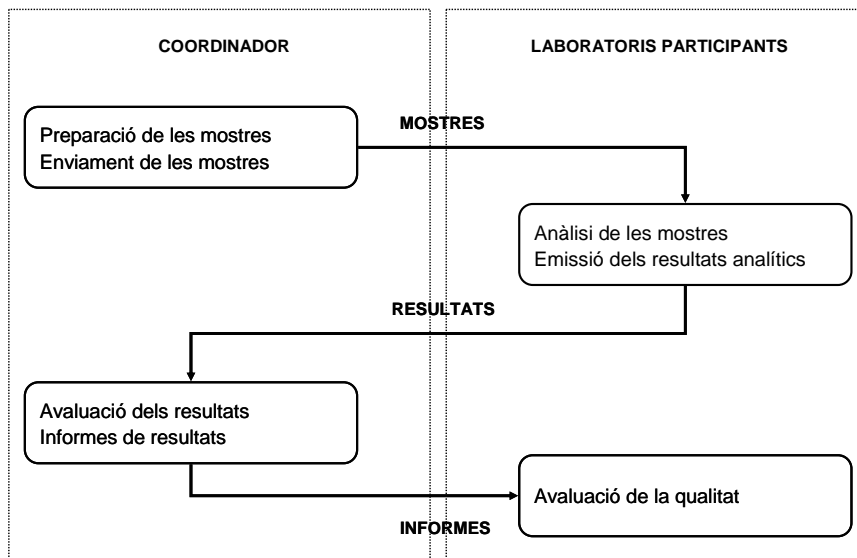 COORDINADOR
LABORATORIS PARTICIPANTS
MOSTRES
Preparació de les mostres
Enviament de les mostres
Anàlisi de les mostres
Emissió dels resultats analítics
RESULTATS
Avaluació dels resultats
Informes de resultats
Avaluació de la qualitat
INFORMES